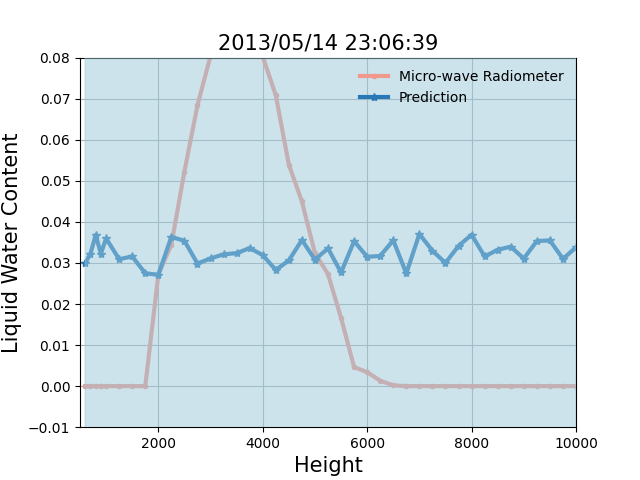 2013/05/14 23:06:39
Micro-wave Radiometer
Prediction
Liquid Water Content
0.08
0.07
0.06
0.05
0.04
0.03
0.02
0.01
0.00
−0.01
2000 4000 6000 8000 10000
Height